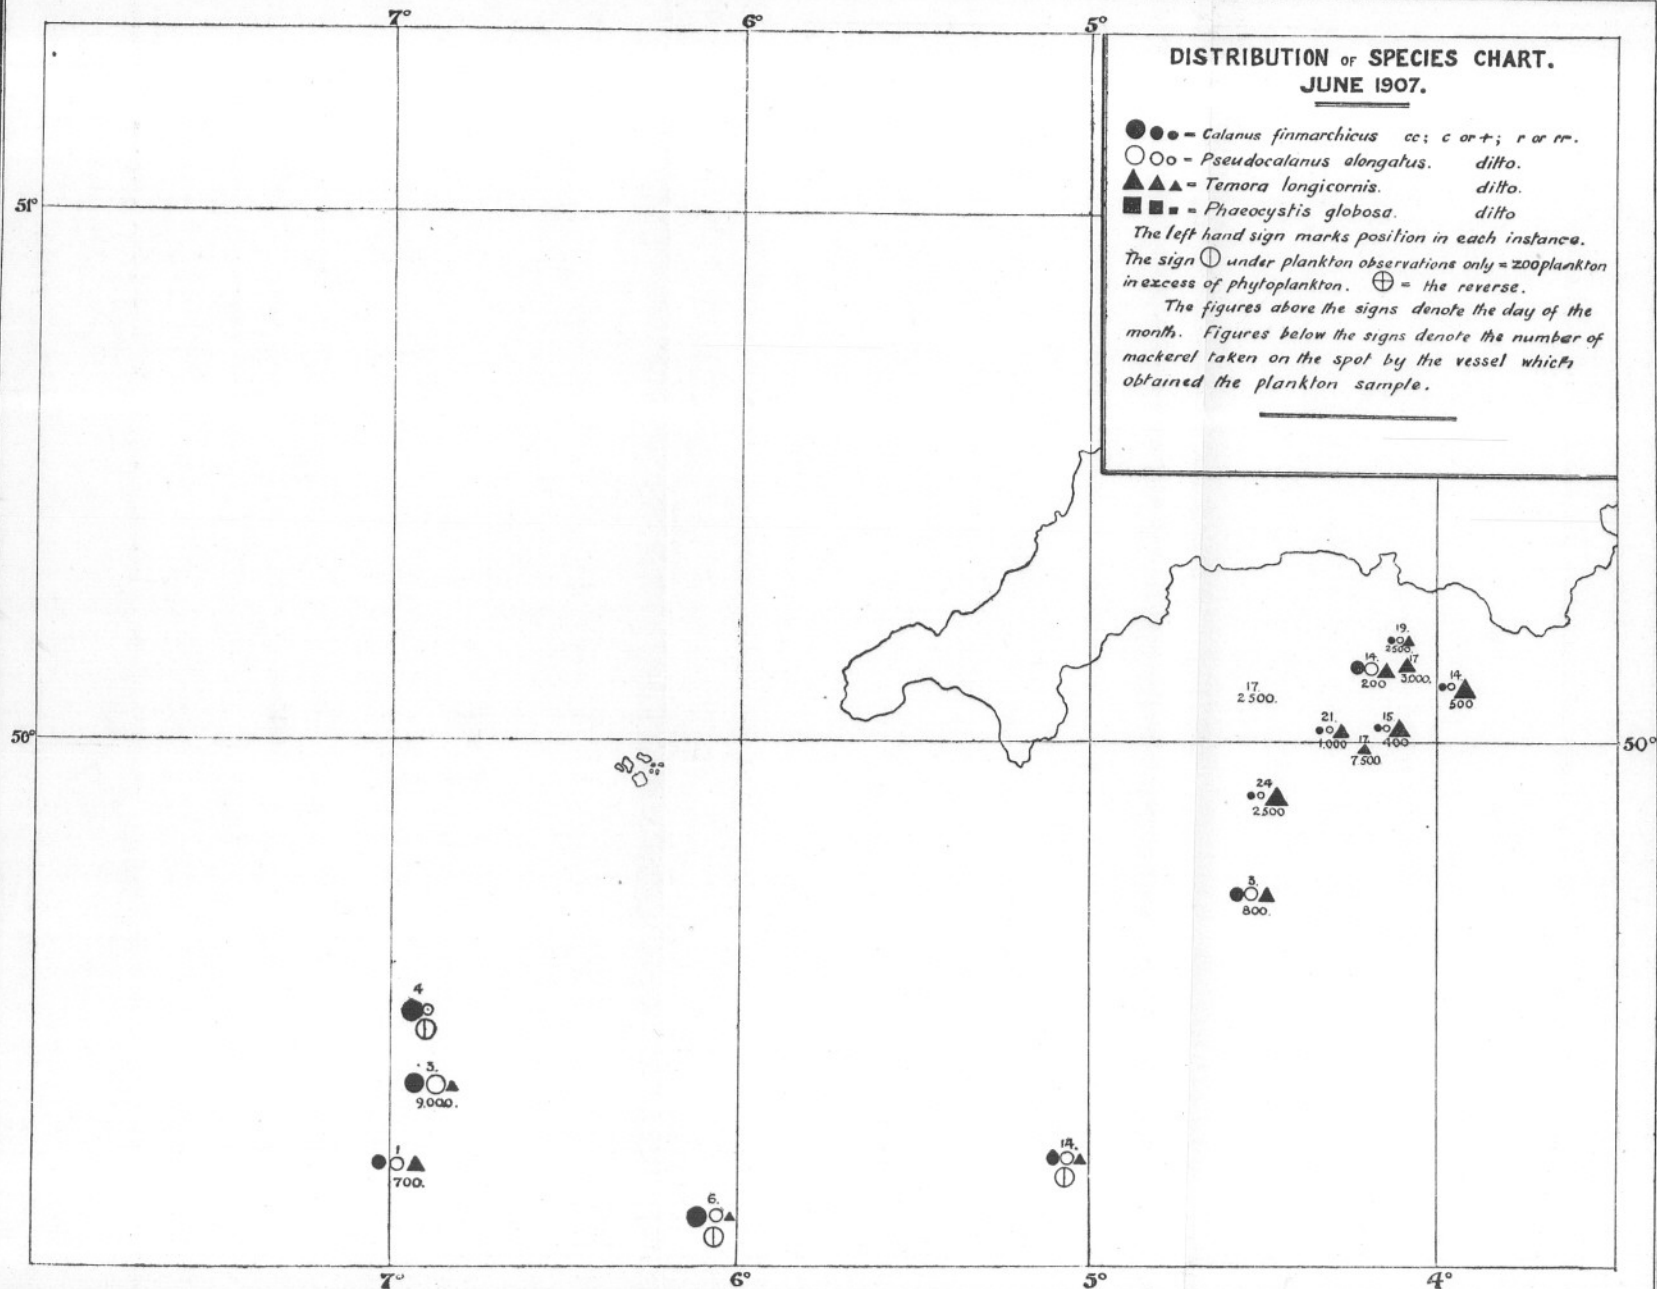 7° 6° 5°
DISTRIBUTION OF SPECIES CHART.
JUNE 1907.
= Calanus finmarchicus cc; c or +; r or rr.
= Pseudocalanus elongatus. ditto.
= Temora longicornis. ditto.
= Phaeocystis globosa. ditto
The left hand sign marks position in each instance.
The sign under plankton observations only = zooplankton
in excess of phytoplankton. = the reverse.
The figures above the signs denote the day of the
month. Figures below the signs denote the number of
mackerel taken on the spot by the vessel which
obtained the plankton sample.
51°
19.
2500.
14.
200
17
3,000.
14.
500
17.
2500.
21.
1,000
15
400
17.
7500.
50° 50°
24
2,500
3.
800.
4
3.
9,000.
1
700.
14.
6.
7° 6° 5° 4°